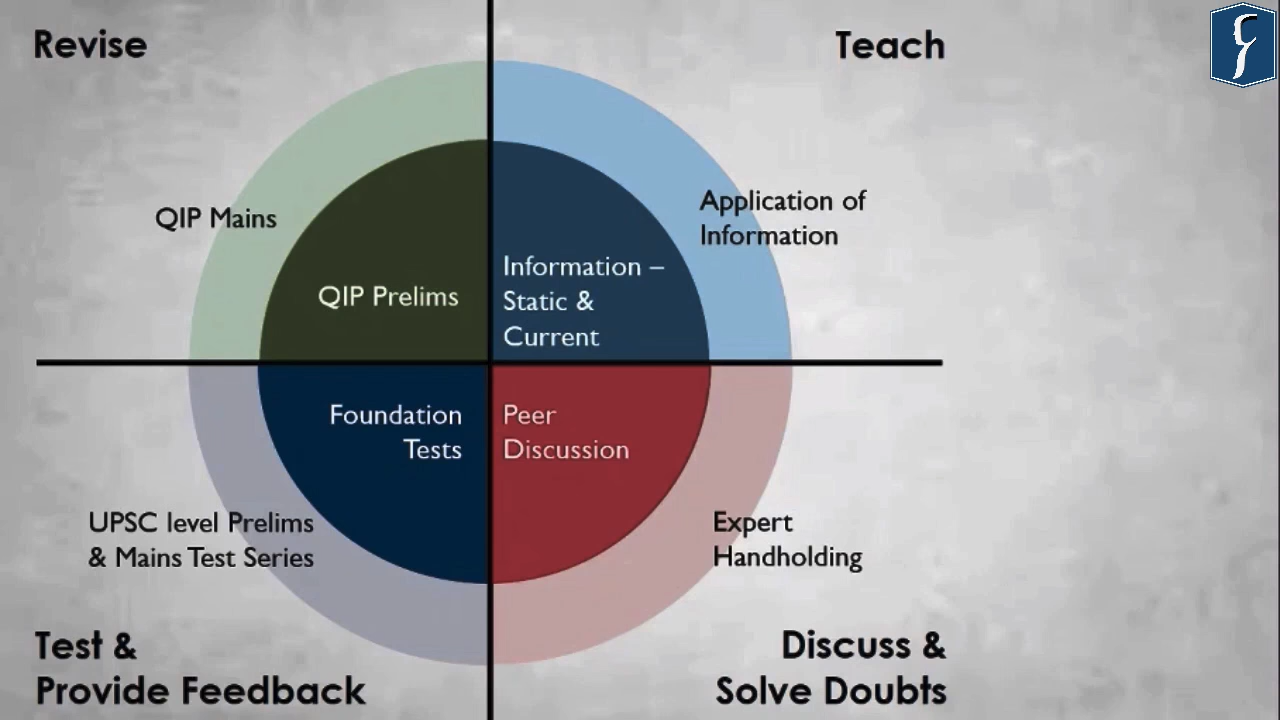 Revise
Teach
QIP Mains
QIP Prelims
Application of
Information
Information –
Static &
Current
Foundation
Tests
Peer
Discussion
UPSC level Prelims
& Mains Test Series
Expert
Handholding
Test &
Provide Feedback
Discuss &
Solve Doubts